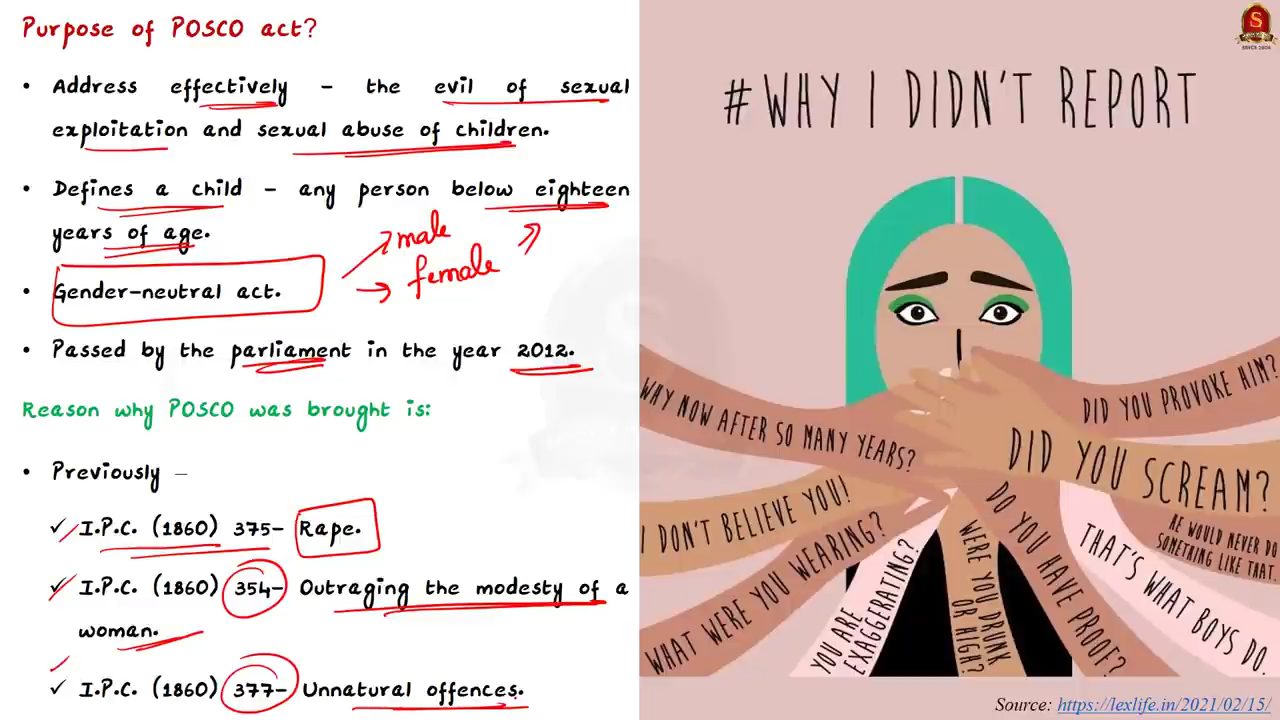 Purpose of POSCO act?
• Address effectively – the evil of sexual
exploitation and sexual abuse of children.
• Defines a child – any person below eighteen
years of age.
male
female
• Gender-neutral act.
• Passed by the parliament in the year 2012.
Reason why POSCO was brought is:
• Previously –
✓ I.P.C. (1860) 375- Rape.
✓ I.P.C. (1860) 354- Outraging the modesty of a
woman.
✓ I.P.C. (1860) 377- Unnatural offences.
S
SINCE 2004
#WHY I DIDN'T REPORT
WHY NOW AFTER SO MANY YEARS?
DID YOU PROVOKE HIM?
DID YOU SCREAM?
I DON'T BELIEVE YOU!
WHAT WERE YOU WEARING?
YOU ARE
EXAGGERATING?
WERE YOU DRUNK
OR HIGH?
DO YOU HAVE PROOF?
THAT'S WHAT BOYS DO.
HE WOULD NEVER DO
SOMETHING LIKE THAT.
Source: https://lexlife.in/2021/02/15/